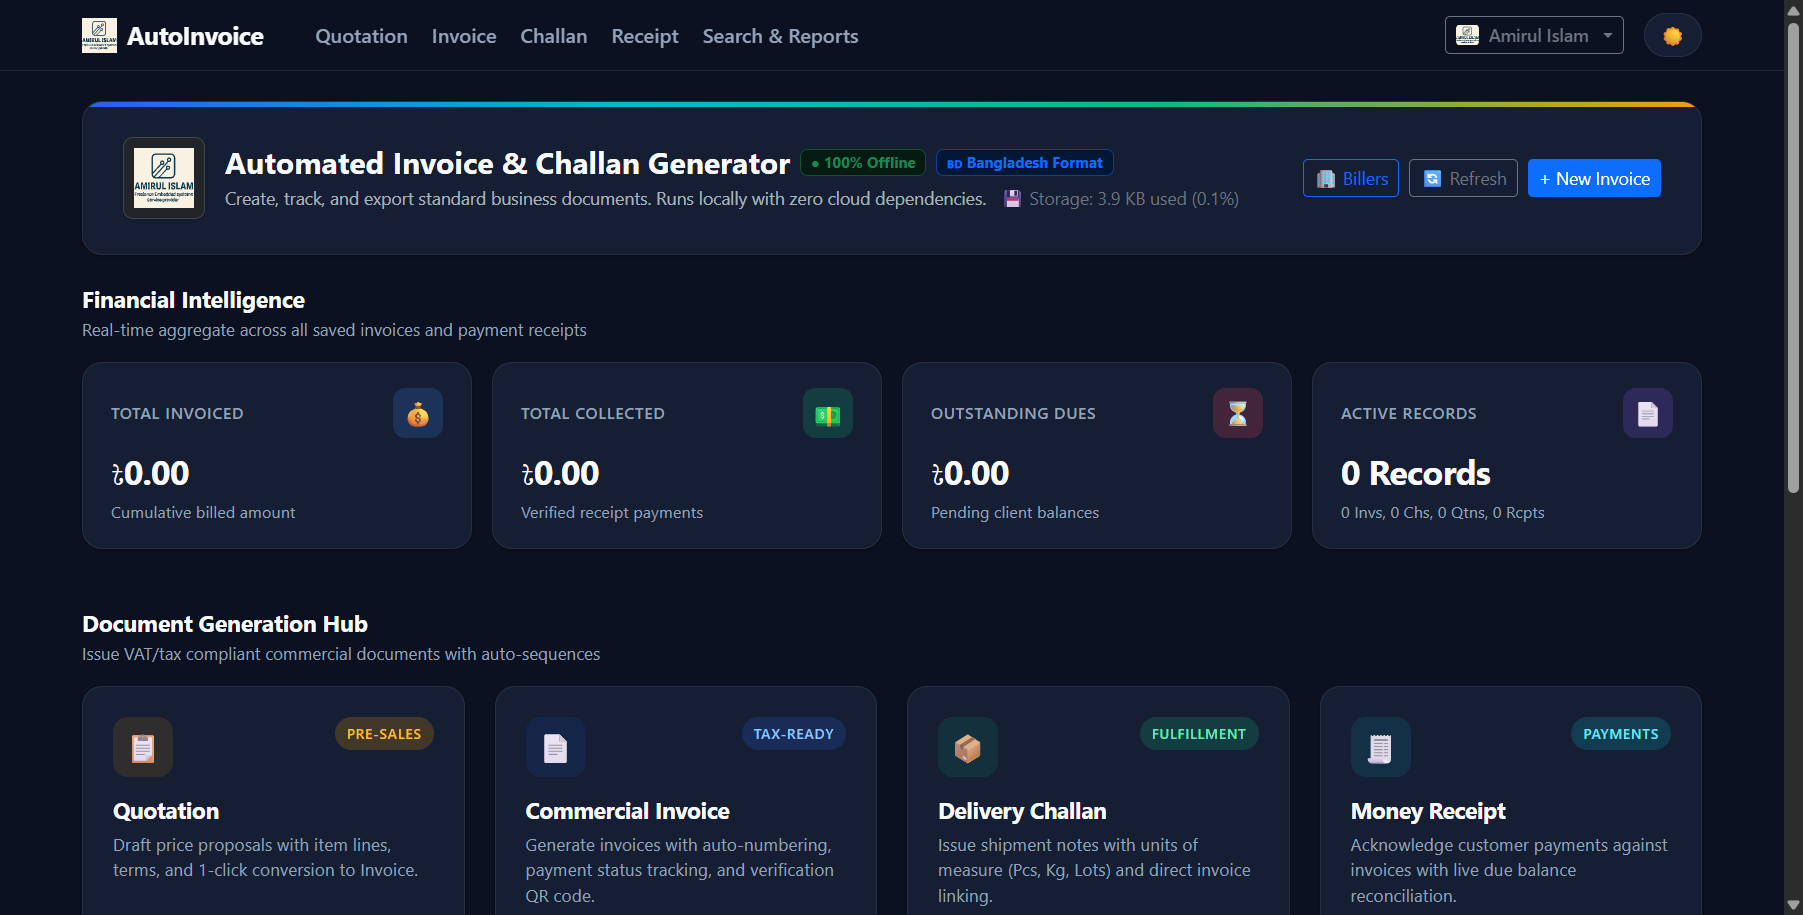 AMIRUL ISLAM
AutoInvoice
Quotation
Invoice
Challan
Receipt
Search & Reports
Amirul Islam
AMIRUL ISLAM
Freelance Embedded systems
Service provider
Automated Invoice & Challan Generator
● 100% Offline
BD Bangladesh Format
Create, track, and export standard business documents. Runs locally with zero cloud dependencies.
💾 Storage: 3.9 KB used (0.1%)
🏢 Billers
🔄 Refresh
+ New Invoice
Financial Intelligence
Real-time aggregate across all saved invoices and payment receipts
TOTAL INVOICED
৳0.00
Cumulative billed amount
TOTAL COLLECTED
৳0.00
Verified receipt payments
OUTSTANDING DUES
৳0.00
Pending client balances
ACTIVE RECORDS
0 Records
0 Invs, 0 Chs, 0 Qtns, 0 Rcpts
Document Generation Hub
Issue VAT/tax compliant commercial documents with auto-sequences
PRE-SALES
Quotation
Draft price proposals with item lines,
terms, and 1-click conversion to Invoice.
TAX-READY
Commercial Invoice
Generate invoices with auto-numbering,
payment status tracking, and verification
QR code.
FULFILLMENT
Delivery Challan
Issue shipment notes with units of
measure (Pcs, Kg, Lots) and direct invoice
linking.
PAYMENTS
Money Receipt
Acknowledge customer payments against
invoices with live due balance
reconciliation.